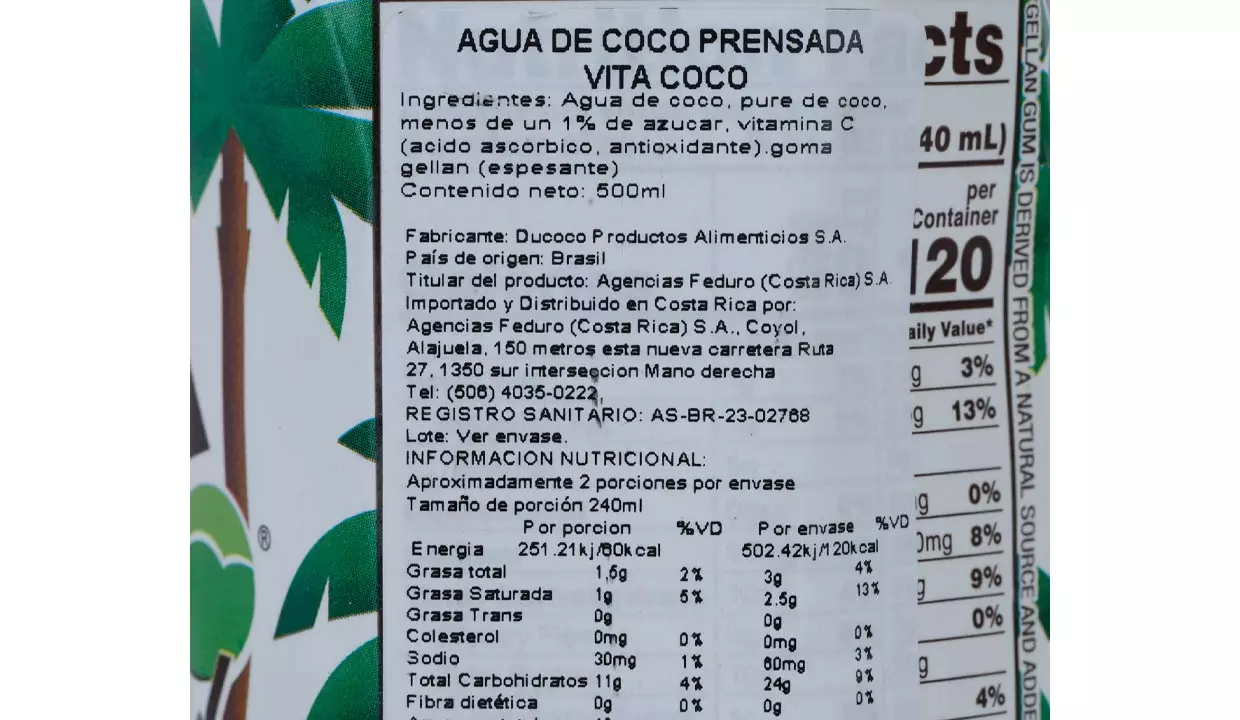 AGUA DE COCO PRENSADA
VITA COCO
Ingredientes: Agua de coco, pure de coco,
menos de un 1% de azucar, vitamina C
(acido ascorbico, antioxidante).goma
gellan (espesante)
Contenido neto: 500ml
Fabricante: Ducoco Productos Alimenticios S.A.
País de origen: Brasil
Titular del producto: Agencias Feduro (Costa Rica) S.A.
Importado y Distribuido en Costa Rica por:
Agencias Feduro (Costa Rica) S.A., Coyol,
Alajuela, 150 metros esta nueva carretera Ruta
27, 1350 sur interseccion Mano derecha
Tel: (506) 4035-0222,
REGISTRO SANITARIO: AS-BR-23-02768
Lote: Ver envase.
INFORMACION NUTRICIONAL:
Aproximadamente 2 porciones por envase
Tamaño de porción 240ml
Por porcion %VD Por envase %VD
Energia 251.21kj/60kcal 502.42kj/120kcal
Grasa total 1,5g 2% 3g 4%
Grasa Saturada 1g 5% 2.5g 13%
Grasa Trans 0g 0g
Colesterol 0mg 0% 0mg 0%
Sodio 30mg 1% 60mg 3%
Total Carbohidratos 11g 4% 24g 9%
Fibra dietética 0g 0% 0g 0%
cts
40 mL)
per
Container
120
aily Value*
g 3%
g 13%
g 0%
0mg 8%
g 9%
0%
g
4%
GELLAN GUM IS DERIVED FROM A NATURAL SOURCE AND ADDE
®